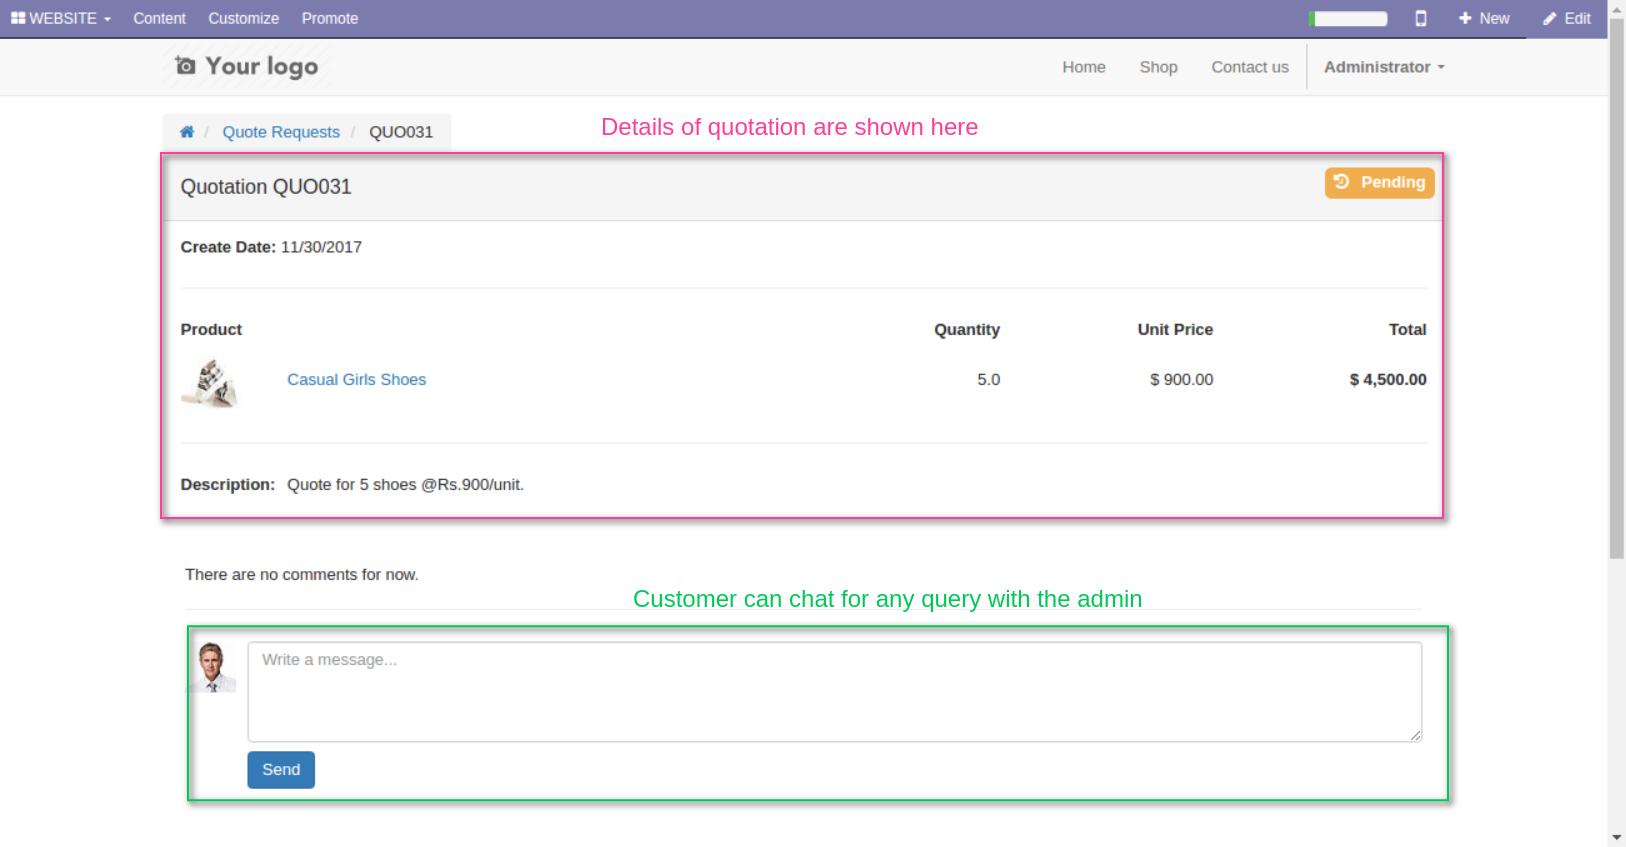 WEBSITE Content Customize Promote New Edit
Your logo Home Shop Contact us Administrator
/ Quote Requests / QUO031
Details of quotation are shown here
Quotation QUO031 Pending
Create Date: 11/30/2017
Product Quantity Unit Price Total
Casual Girls Shoes 5.0 $ 900.00 $ 4,500.00
Description: Quote for 5 shoes @Rs.900/unit.
There are no comments for now.
Customer can chat for any query with the admin
Write a message...
Send